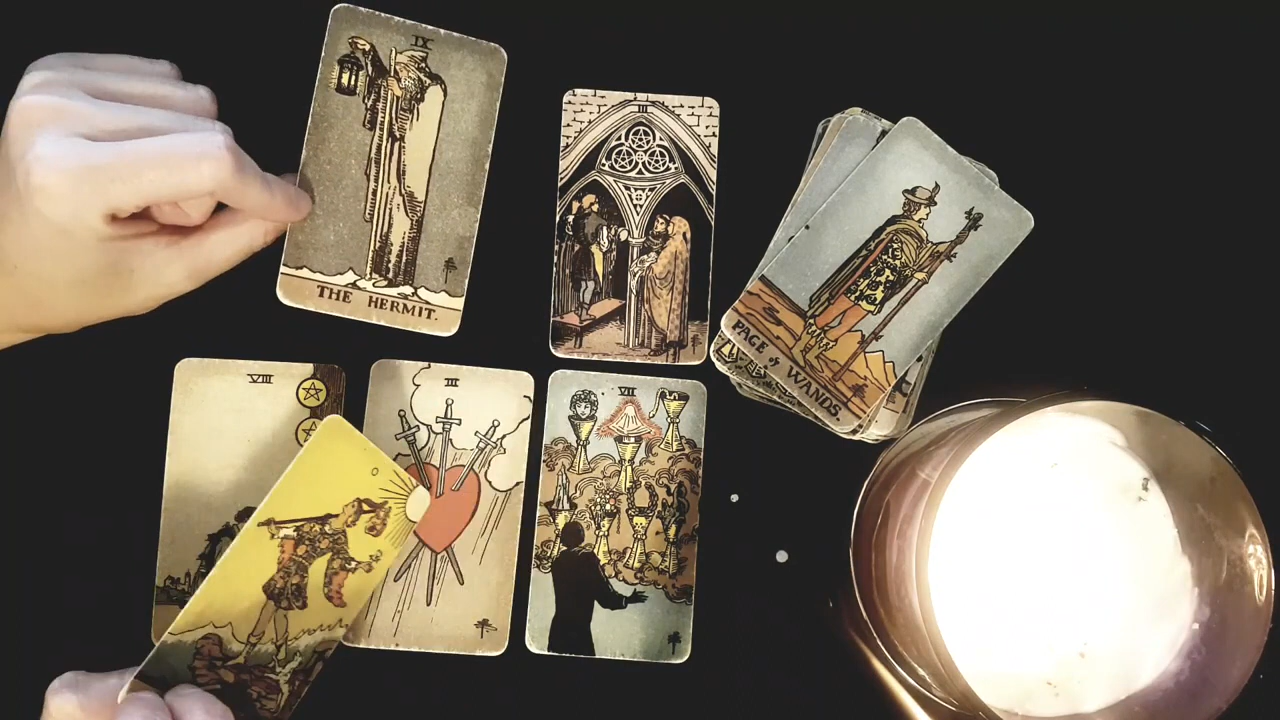 IX
THE HERMIT.
III
PAGE of WANDS.
VIII
III
VII